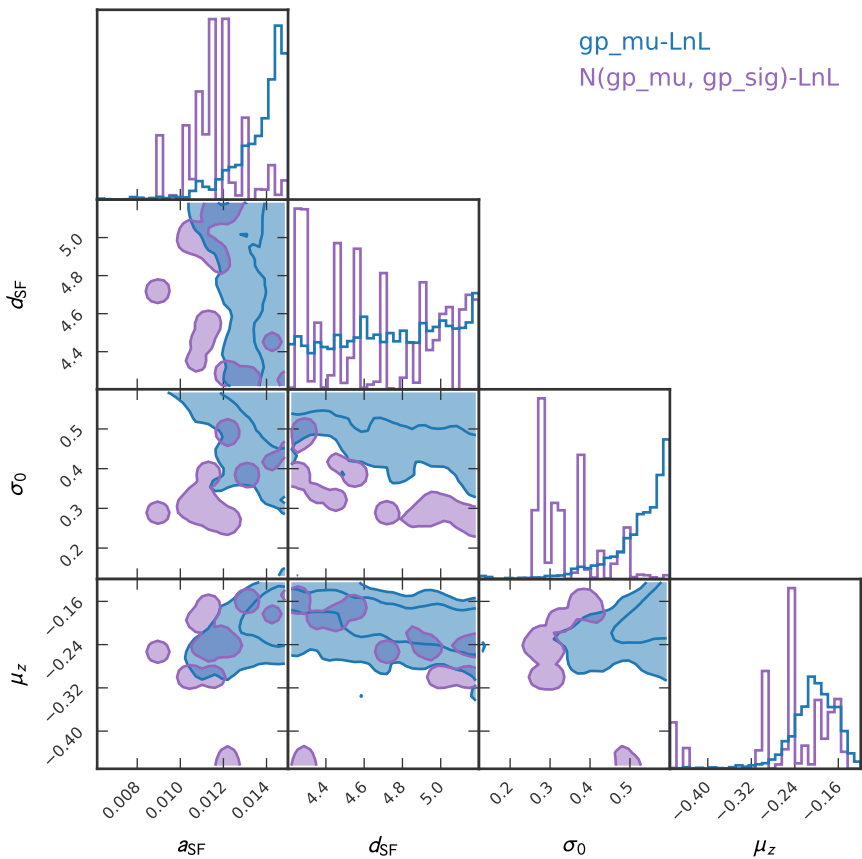 gp_mu-LnL
N(gp_mu, gp_sig)-LnL
5.0
4.8
4.6
4.4
d_SF
0.5
0.4
0.3
0.2
σ_0
−0.16
−0.24
−0.32
−0.40
μ_z
0.008 0.010 0.012 0.014
4.4 4.6 4.8 5.0
0.2 0.3 0.4 0.5
−0.40 −0.32 −0.24 −0.16
a_SF d_SF σ_0 μ_z